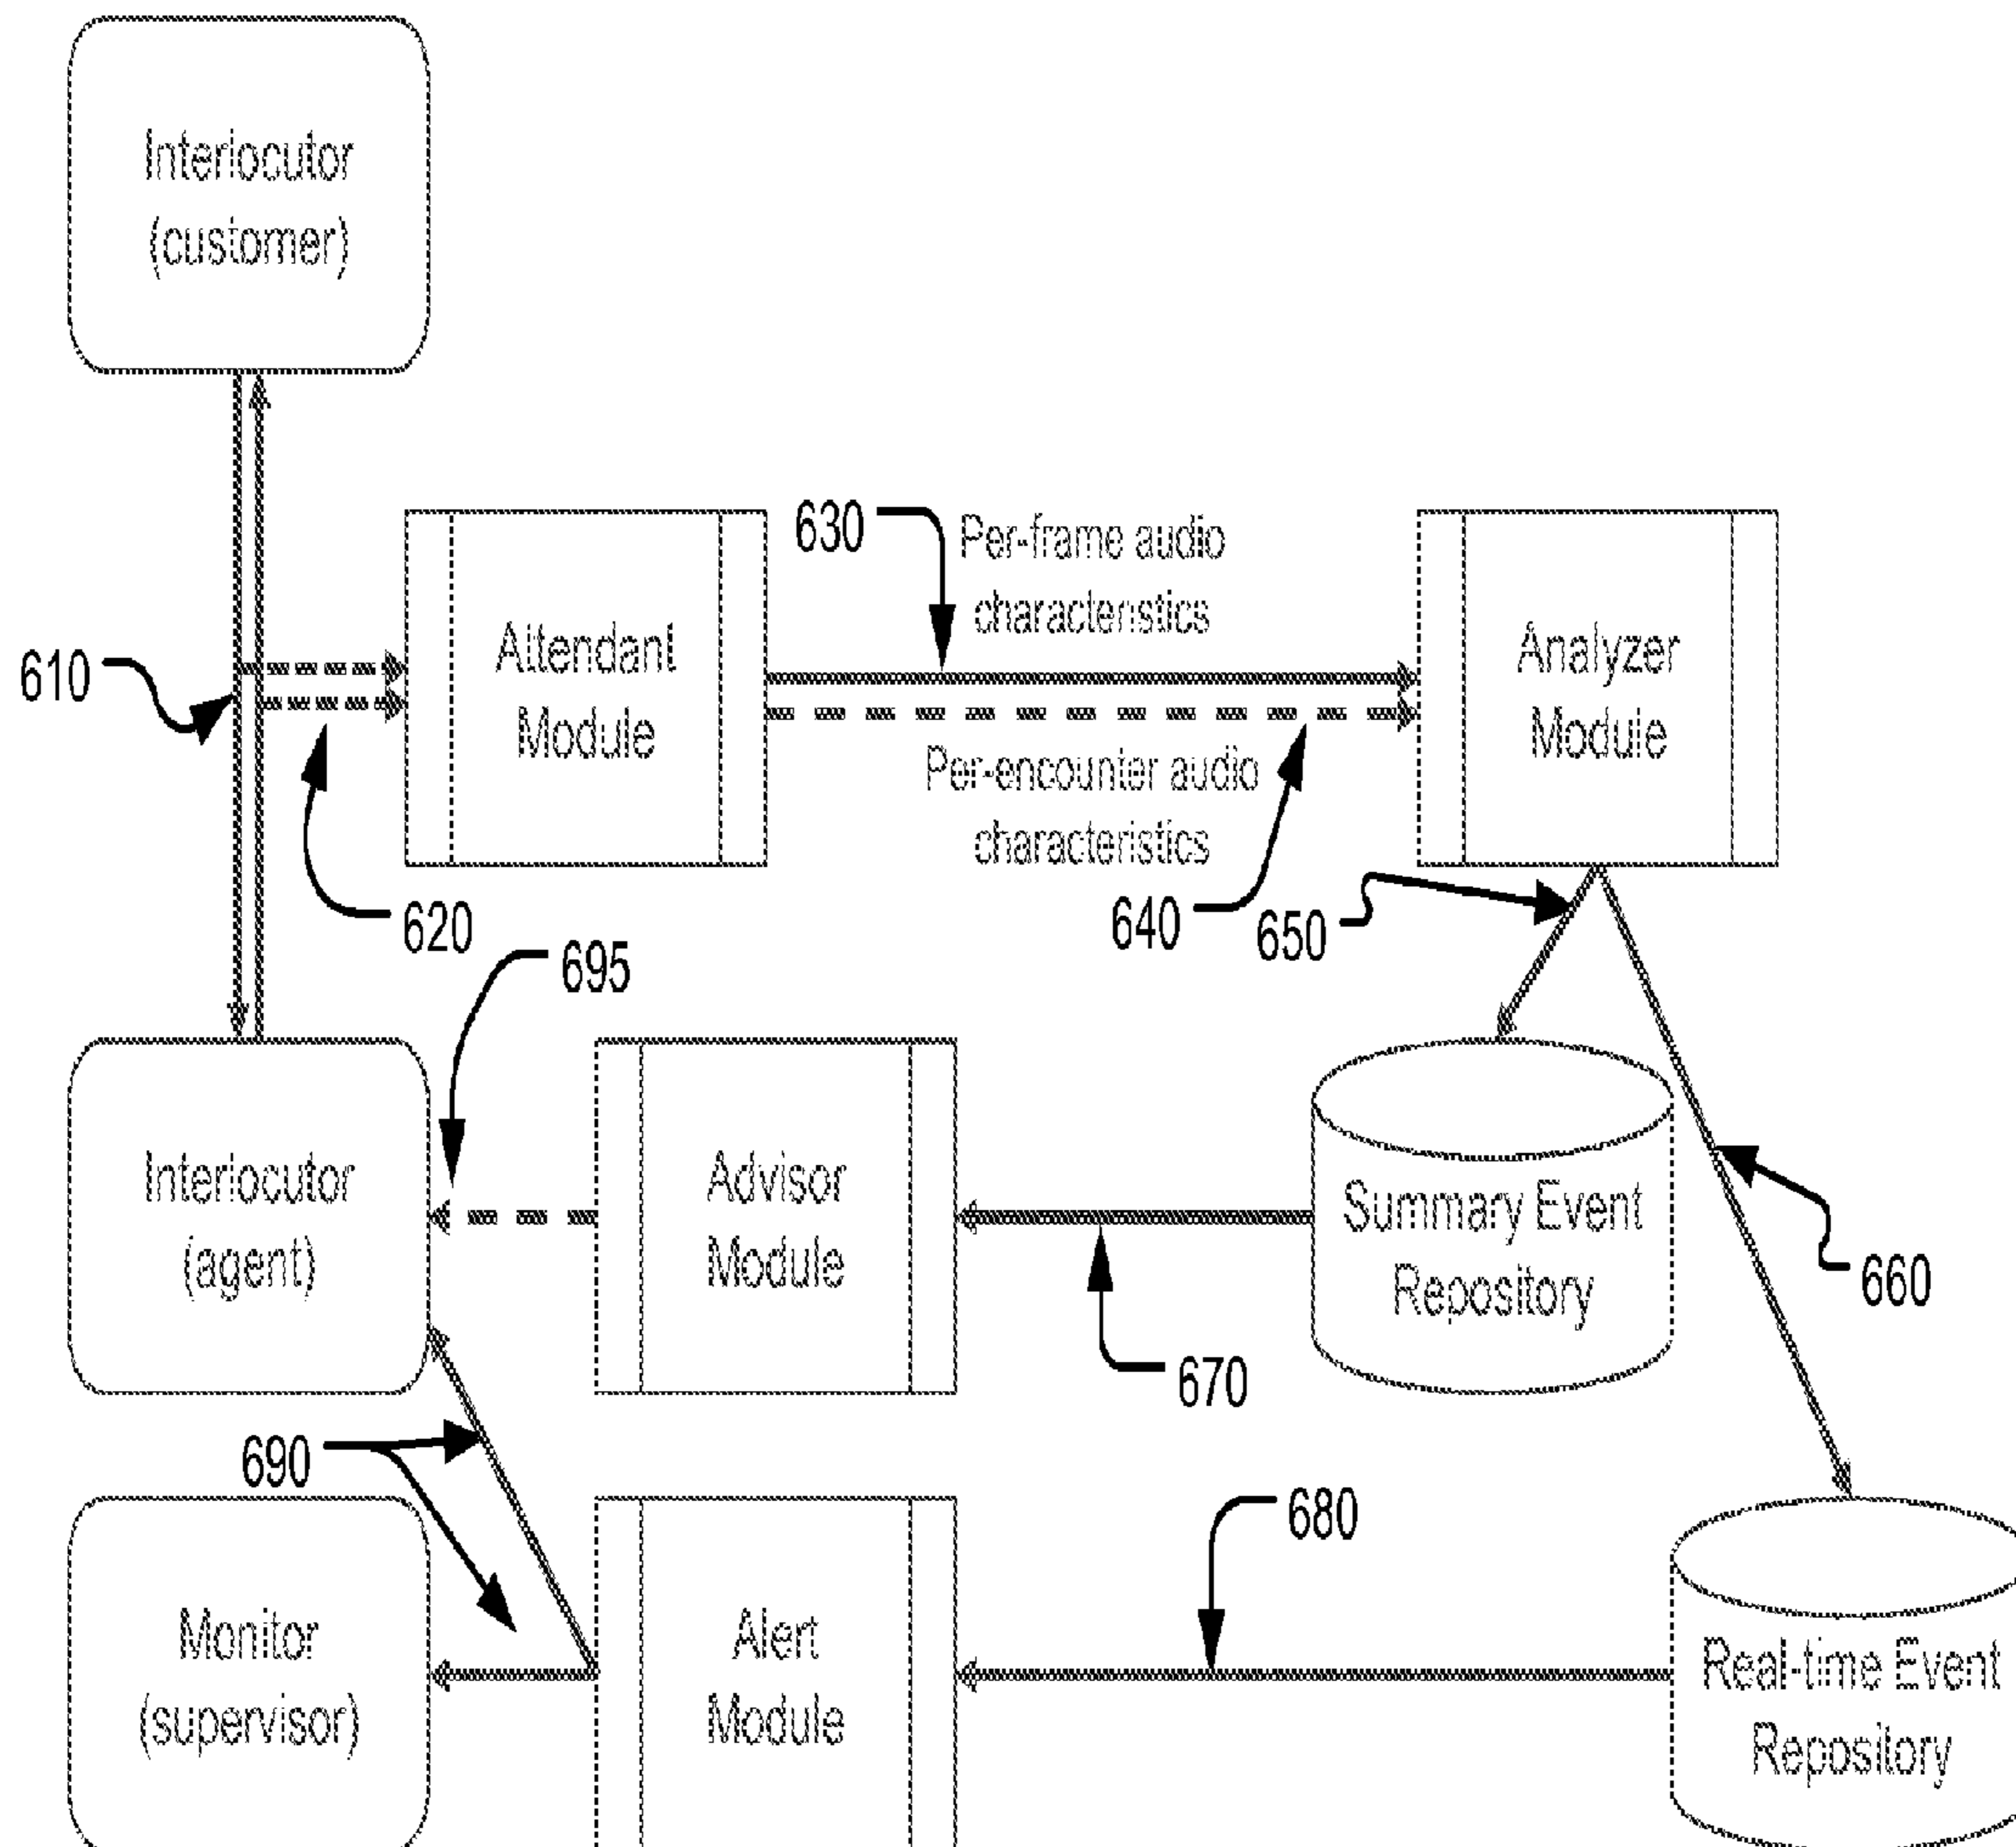 Interlocutor
(customer)
630
Per-frame audio
characteristics
610
Attendant
Module
Analyzer
Module
Per-encounter audio
characteristics
620
640
650
695
Interlocutor
(agent)
Advisor
Module
Summary Event
Repository
660
670
690
680
Monitor
(supervisor)
Alert
Module
Real-time Event
Repository